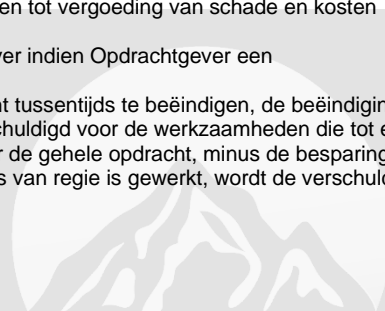 en tot vergoeding van schade en kosten
ver indien Opdrachtgever een
t tussentijds te beëindigen, de beëindigin
huldigd voor de werkzaamheden die tot e
r de gehele opdracht, minus de besparing
s van regie is gewerkt, wordt de verschuld